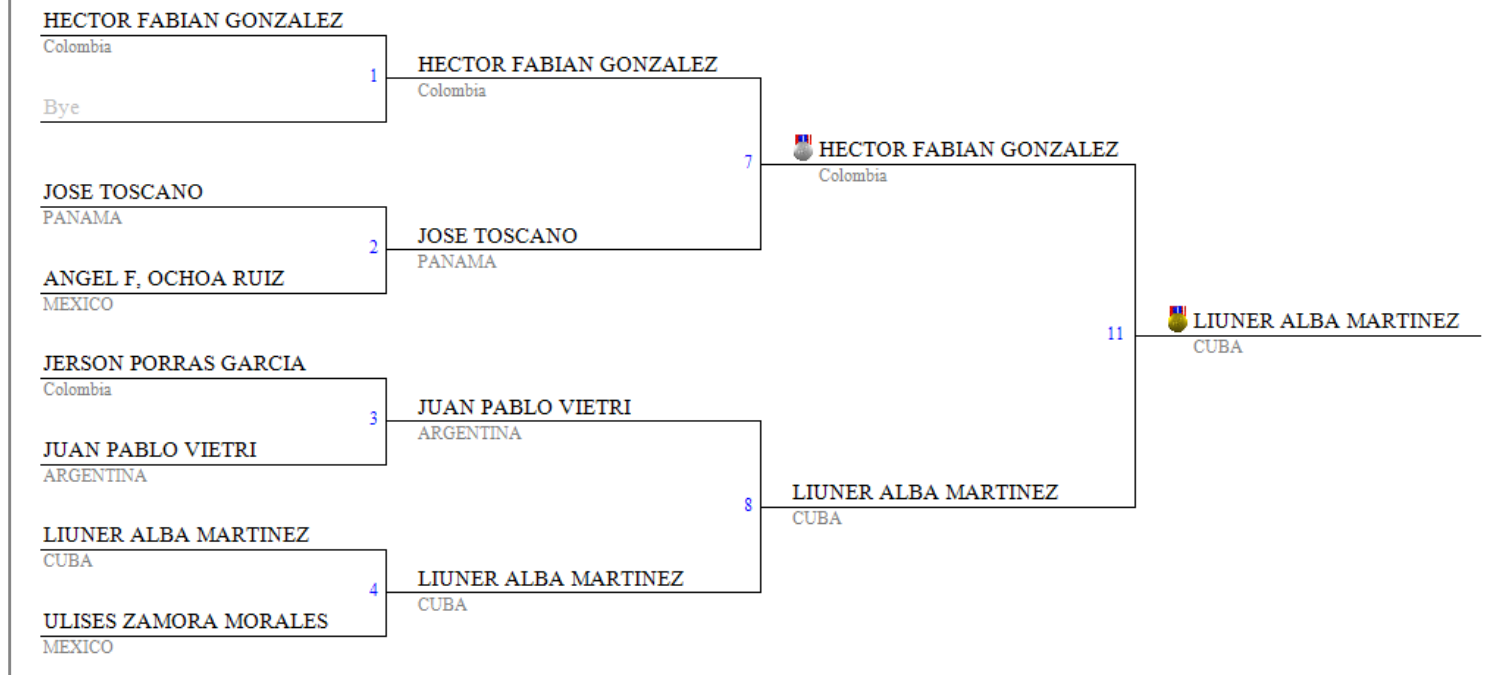 HECTOR FABIAN GONZALEZ
Colombia
1
Bye
JOSE TOSCANO
PANAMA
2
ANGEL F, OCHOA RUIZ
MEXICO
JERSON PORRAS GARCIA
Colombia
3
JUAN PABLO VIETRI
ARGENTINA
LIUNER ALBA MARTINEZ
CUBA
4
ULISES ZAMORA MORALES
MEXICO
HECTOR FABIAN GONZALEZ
Colombia
7
JOSE TOSCANO
PANAMA
JUAN PABLO VIETRI
ARGENTINA
8
LIUNER ALBA MARTINEZ
CUBA
HECTOR FABIAN GONZALEZ
Colombia
11
LIUNER ALBA MARTINEZ
CUBA
LIUNER ALBA MARTINEZ
CUBA